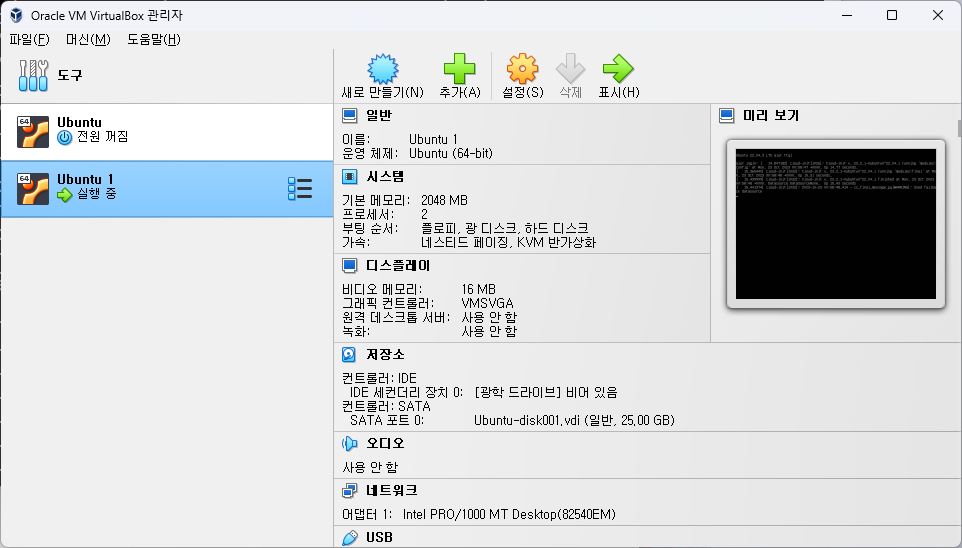 Oracle VM VirtualBox 관리자
파일(F) 머신(M) 도움말(H)
도구
새로 만들기(N) 추가(A) 설정(S) 삭제 표시(H)
64
Ubuntu
전원 꺼짐
64
Ubuntu 1
실행 중
일반
이름: Ubuntu 1
운영 체제: Ubuntu (64-bit)
시스템
기본 메모리: 2048 MB
프로세서: 2
부팅 순서: 플로피, 광 디스크, 하드 디스크
가속: 네스티드 페이징, KVM 반가상화
디스플레이
비디오 메모리: 16 MB
그래픽 컨트롤러: VMSVGA
원격 데스크톱 서버: 사용 안 함
녹화: 사용 안 함
저장소
컨트롤러: IDE
IDE 세컨더리 장치 0: [광학 드라이브] 비어 있음
컨트롤러: SATA
SATA 포트 0: Ubuntu-disk001.vdi (일반, 25.00 GB)
오디오
사용 안 함
네트워크
어댑터 1: Intel PRO/1000 MT Desktop(82540EM)
USB
미리 보기